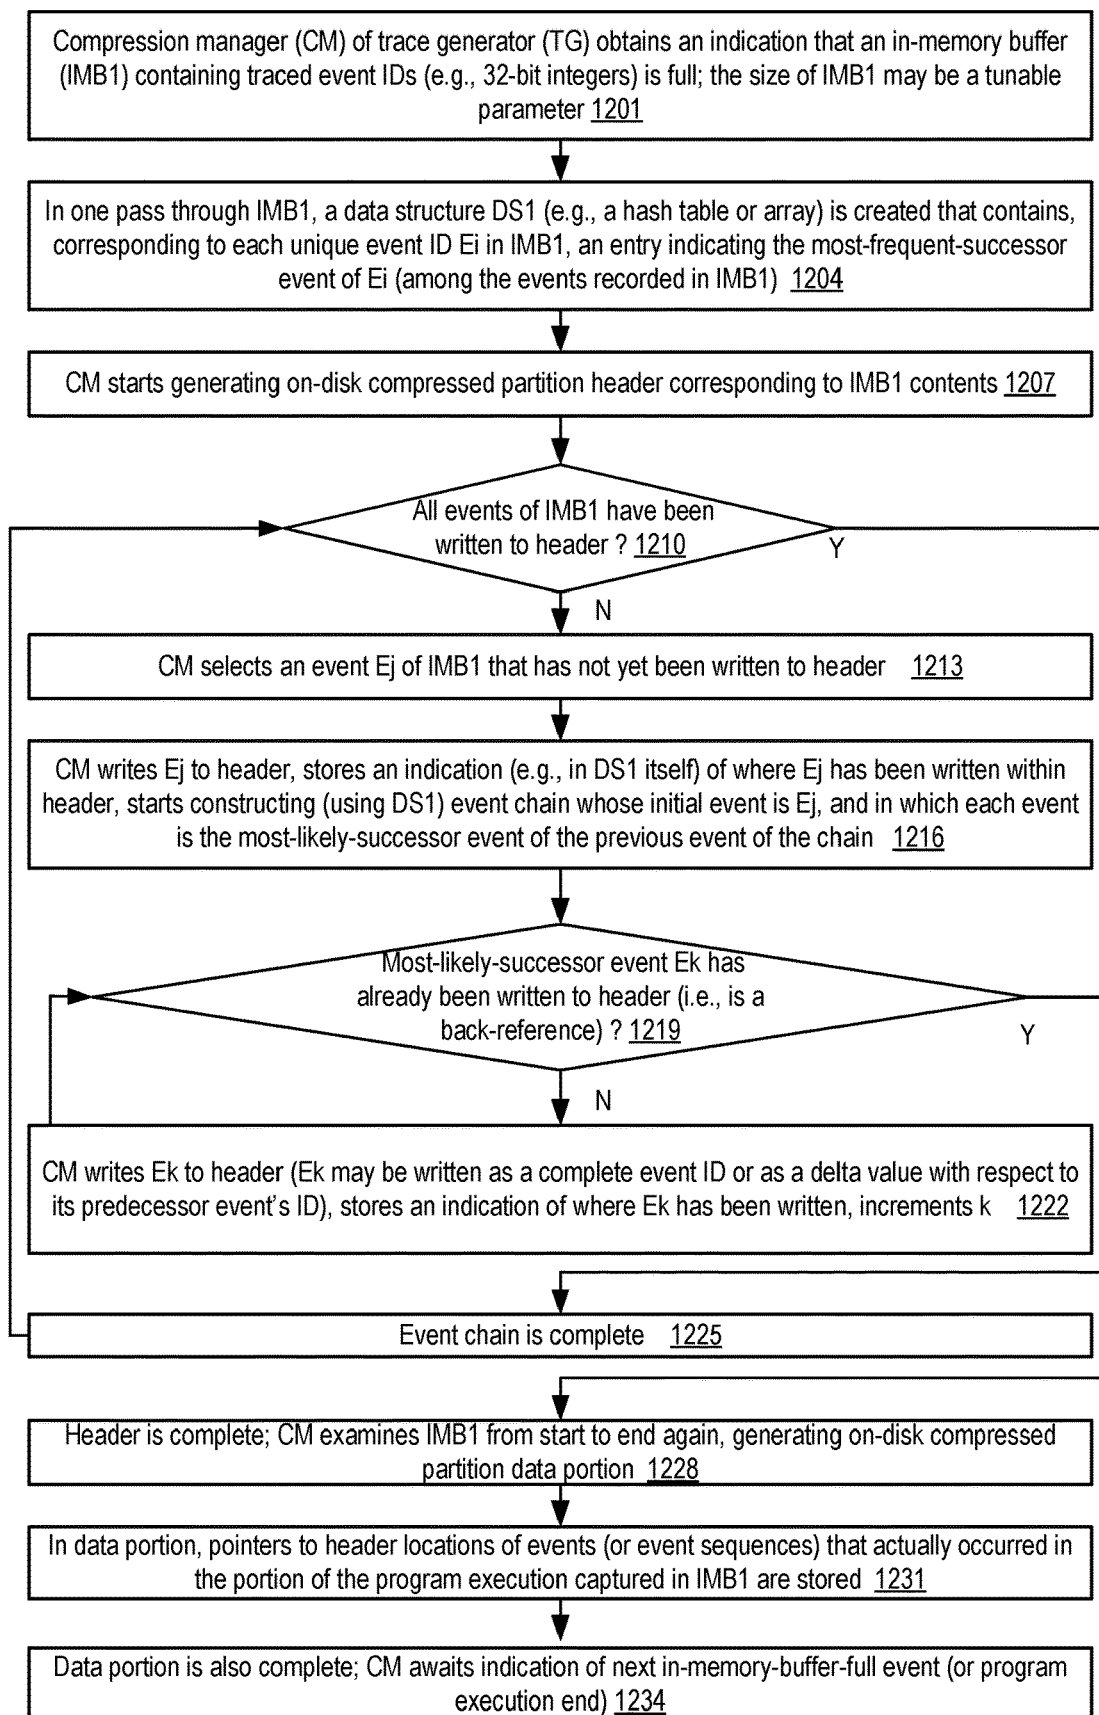 Compression manager (CM) of trace generator (TG) obtains an indication that an in-memory buffer
(IMB1) containing traced event IDs (e.g., 32-bit integers) is full; the size of IMB1 may be a tunable
parameter 1201
In one pass through IMB1, a data structure DS1 (e.g., a hash table or array) is created that contains,
corresponding to each unique event ID Ei in IMB1, an entry indicating the most-frequent-successor
event of Ei (among the events recorded in IMB1) 1204
CM starts generating on-disk compressed partition header corresponding to IMB1 contents 1207
All events of IMB1 have been
written to header ? 1210
Y
N
CM selects an event Ej of IMB1 that has not yet been written to header 1213
CM writes Ej to header, stores an indication (e.g., in DS1 itself) of where Ej has been written within
header, starts constructing (using DS1) event chain whose initial event is Ej, and in which each event
is the most-likely-successor event of the previous event of the chain 1216
Most-likely-successor event Ek has
already been written to header (i.e., is a
back-reference) ? 1219
Y
N
CM writes Ek to header (Ek may be written as a complete event ID or as a delta value with respect to
its predecessor event's ID), stores an indication of where Ek has been written, increments k 1222
Event chain is complete 1225
Header is complete; CM examines IMB1 from start to end again, generating on-disk compressed
partition data portion 1228
In data portion, pointers to header locations of events (or event sequences) that actually occurred in
the portion of the program execution captured in IMB1 are stored 1231
Data portion is also complete; CM awaits indication of next in-memory-buffer-full event (or program
execution end) 1234